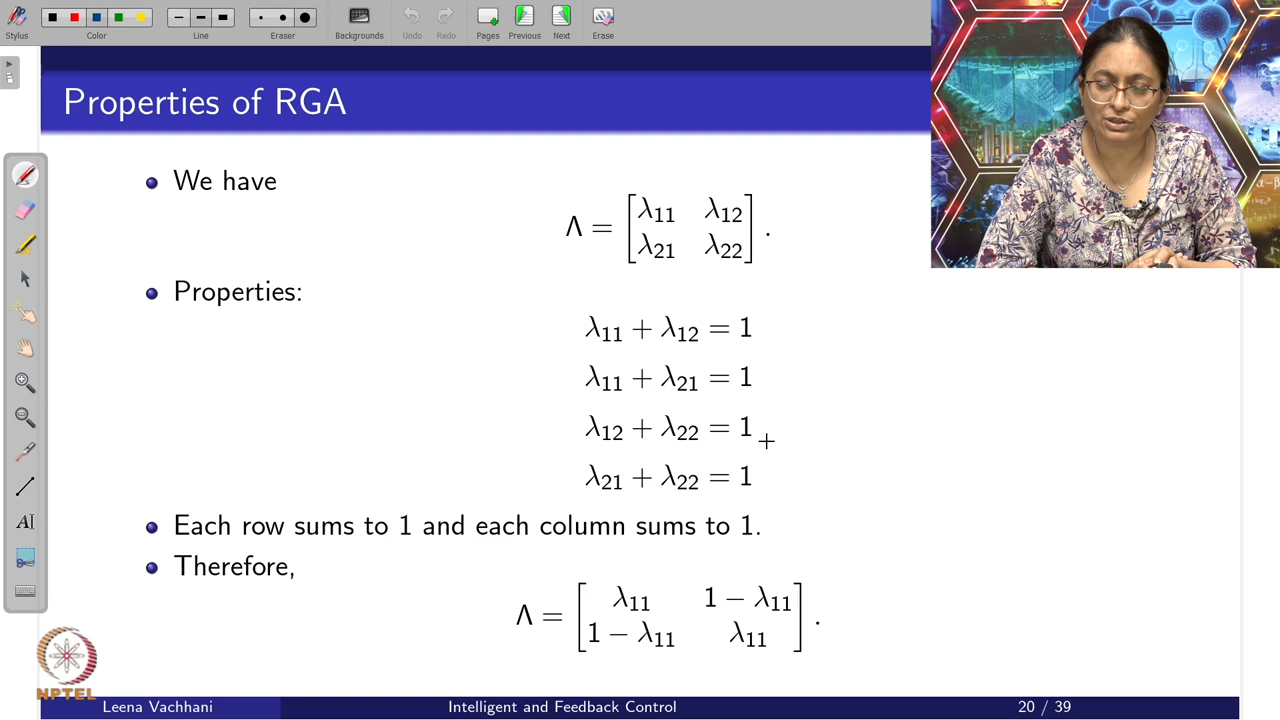 Stylus
Color
Line
Eraser
Backgrounds
Undo
Redo
Pages
Previous
Next
Erase
Properties of RGA
We have
Λ = [λ11 λ12
λ21 λ22].
Properties:
λ11 + λ12 = 1
λ11 + λ21 = 1
λ12 + λ22 = 1
λ21 + λ22 = 1
Each row sums to 1 and each column sums to 1.
Therefore,
Λ = [λ11 1 − λ11
1 − λ11 λ11].
NPTEL
Leena Vachhani Intelligent and Feedback Control 20 / 39